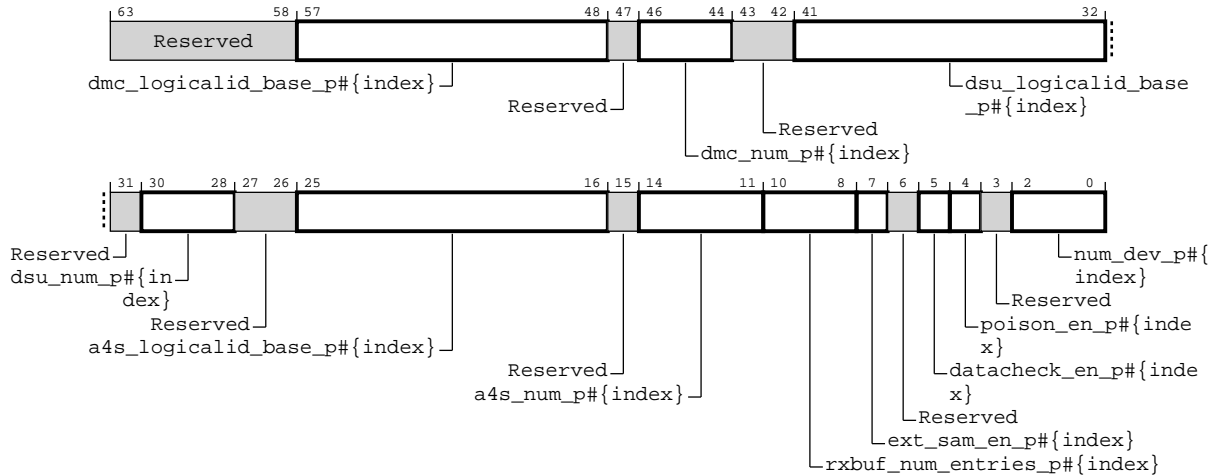 63 58 57 48 47 46 44 43 42 41 32
Reserved
dmc_logicalid_base_p#{index}
dsu_logicalid_base
_p#{index}
Reserved
Reserved
dmc_num_p#{index}
31 30 28 27 26 25 16 15 14 11 10 8 7 6 5 4 3 2 0
Reserved
num_dev_p#{
index}
dsu_num_p#{in
dex}
Reserved
Reserved
poison_en_p#{inde
x}
a4s_logicalid_base_p#{index}
Reserved
datacheck_en_p#{inde
x}
a4s_num_p#{index}
Reserved
ext_sam_en_p#{index}
rxbuf_num_entries_p#{index}